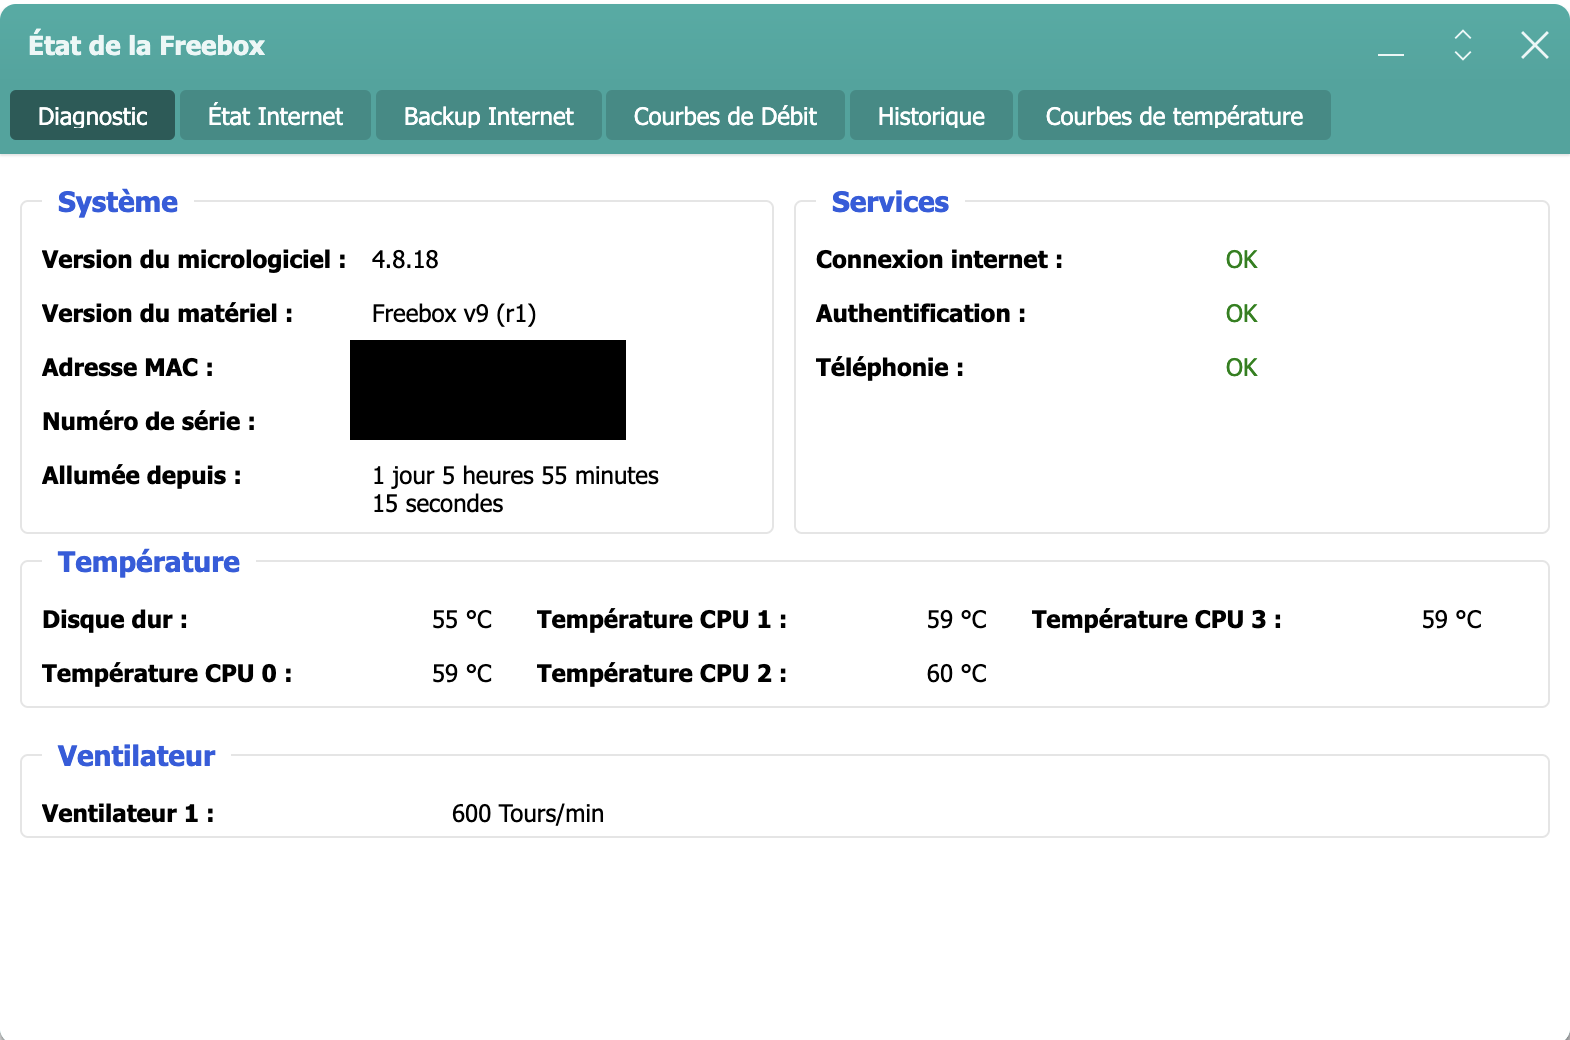 État de la Freebox
Diagnostic
État Internet
Backup Internet
Courbes de Débit
Historique
Courbes de température
Système
Version du micrologiciel : 4.8.18
Version du matériel : Freebox v9 (r1)
Adresse MAC :
Numéro de série :
Allumée depuis : 1 jour 5 heures 55 minutes
15 secondes
Services
Connexion internet : OK
Authentification : OK
Téléphonie : OK
Température
Disque dur : 55 °C Température CPU 1 : 59 °C Température CPU 3 : 59 °C
Température CPU 0 : 59 °C Température CPU 2 : 60 °C
Ventilateur
Ventilateur 1 : 600 Tours/min